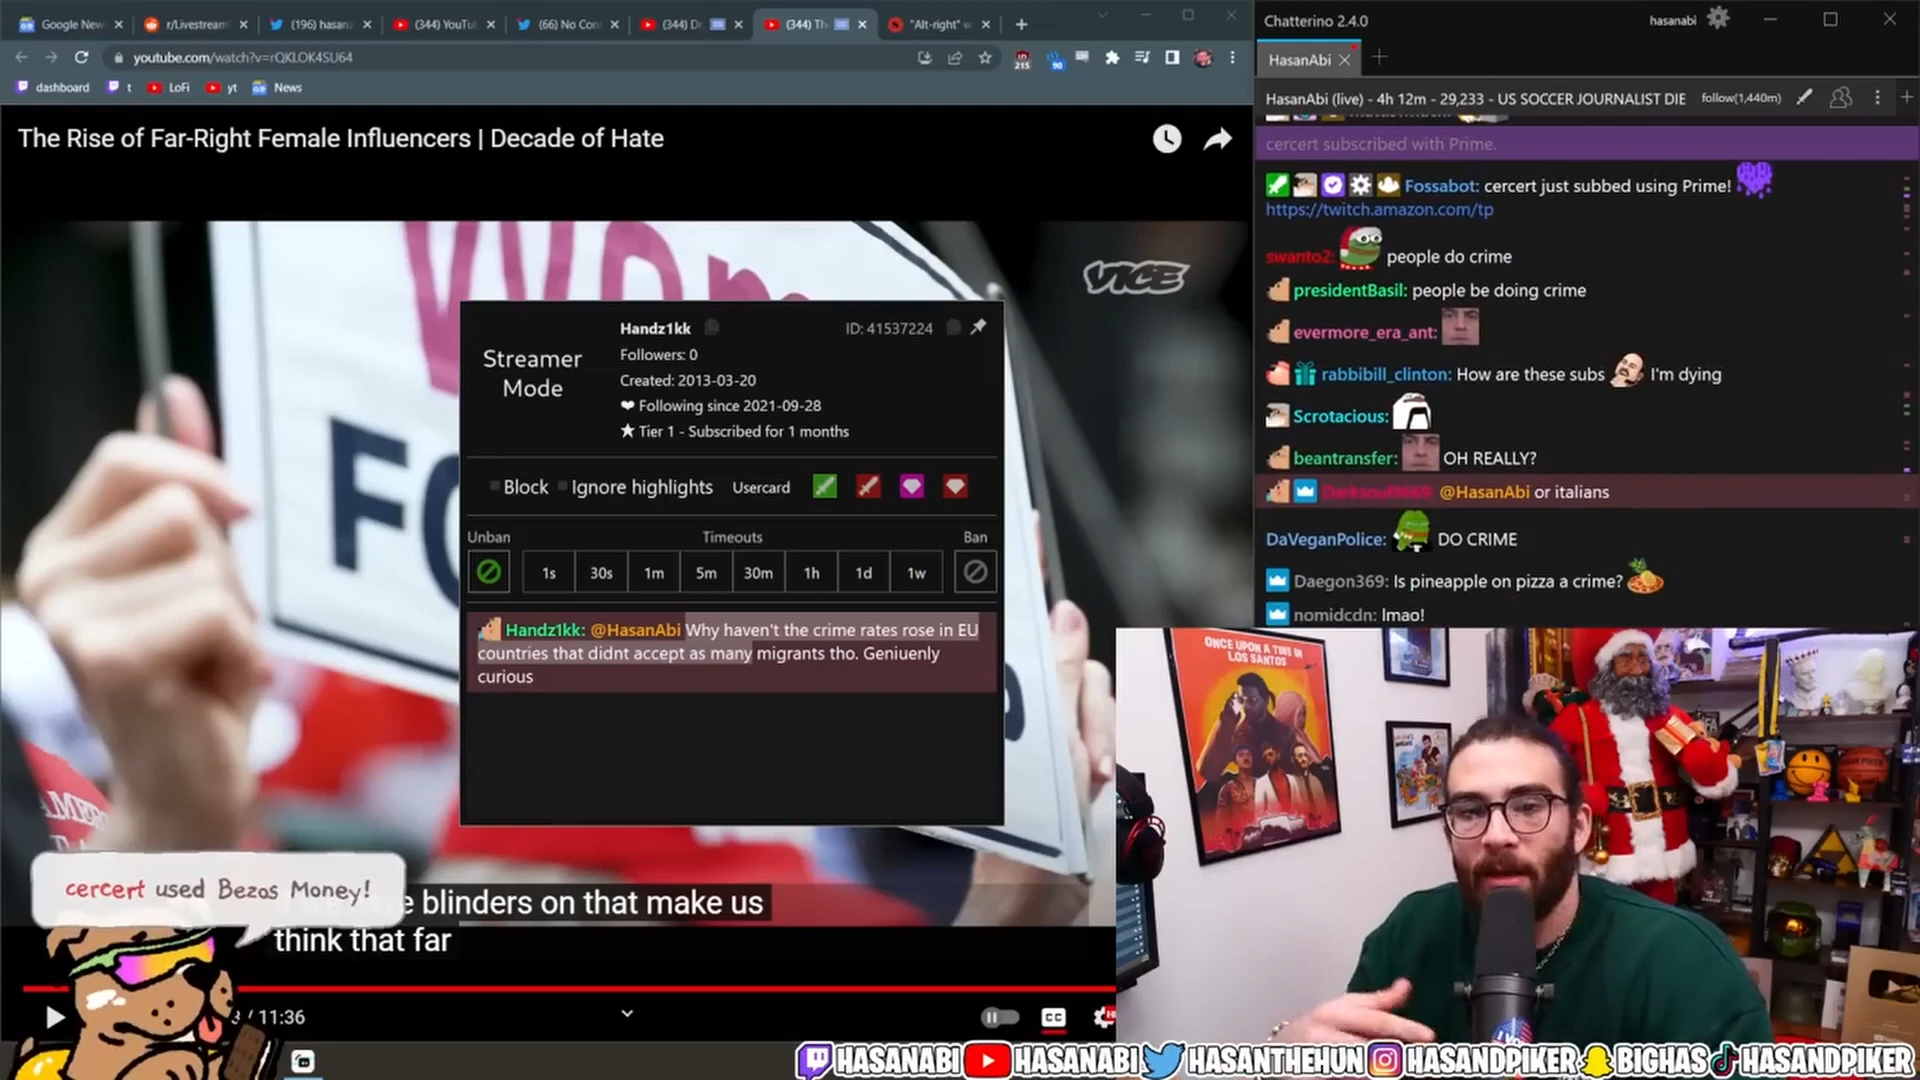 Google New
r/Livestream
(196) hasana
(344) YouTu
(66) No Con
(344) D
(344) Th
"Alt-right" w
youtube.com/watch?v=rQKLOK4SU64
215
90
dashboard
t
LoFi
yt
News
The Rise of Far-Right Female Influencers | Decade of Hate
VICE
Wom
FO
Streamer
Mode
Handz1kk
ID: 41537224
Followers: 0
Created: 2013-03-20
Following since 2021-09-28
Tier 1 - Subscribed for 1 months
Block
Ignore highlights
Usercard
Unban
Timeouts
Ban
1s
30s
1m
5m
30m
1h
1d
1w
Handz1kk: @HasanAbi Why haven't the crime rates rose in EU
countries that didnt accept as many migrants tho. Geniuenly
curious
cercert used Bezos Money!
blinders on that make us
think that far
/ 11:36
CC
Chatterino 2.4.0
hasanabi
HasanAbi
HasanAbi (live) - 4h 12m - 29,233 - US SOCCER JOURNALIST DIE
follow(1,440m)
cercert subscribed with Prime.
Fossabot: cercert just subbed using Prime!
https://twitch.amazon.com/tp
swanto2: people do crime
presidentBasil: people be doing crime
evermore_era_ant:
rabbibill_clinton: How are these subs I'm dying
Scrotacious:
beantransfer: OH REALLY?
Darksoul9669 @HasanAbi or italians
DaVeganPolice: DO CRIME
Daegon369: Is pineapple on pizza a crime?
nomidcdn: lmao!
ONCE UPON A TIME IN
LOS SANTOS
HASANABI
HASANABI
HASANTHEHUN
HASANDPIKER
BIGHAS
HASANDPIKER